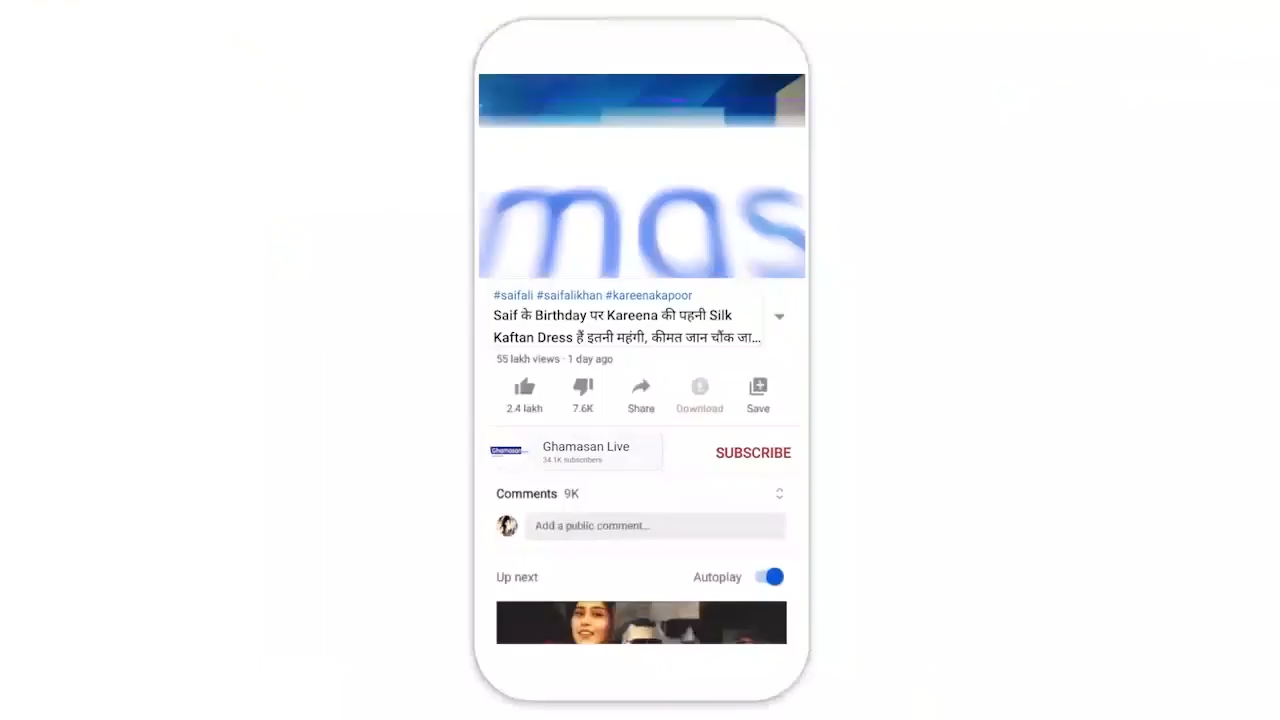 mas
#saifali #saifalikhan #kareenakapoor
Saif के Birthday पर Kareena की पहनी Silk
Kaftan Dress हैं इतनी महंगी, कीमत जान चौंक जा...
55 lakh views · 1 day ago
2.4 lakh 7.6K Share Download Save
Ghamasan
Ghamasan Live
34.1K subscribers
SUBSCRIBE
Comments 9K
Add a public comment...
Up next Autoplay